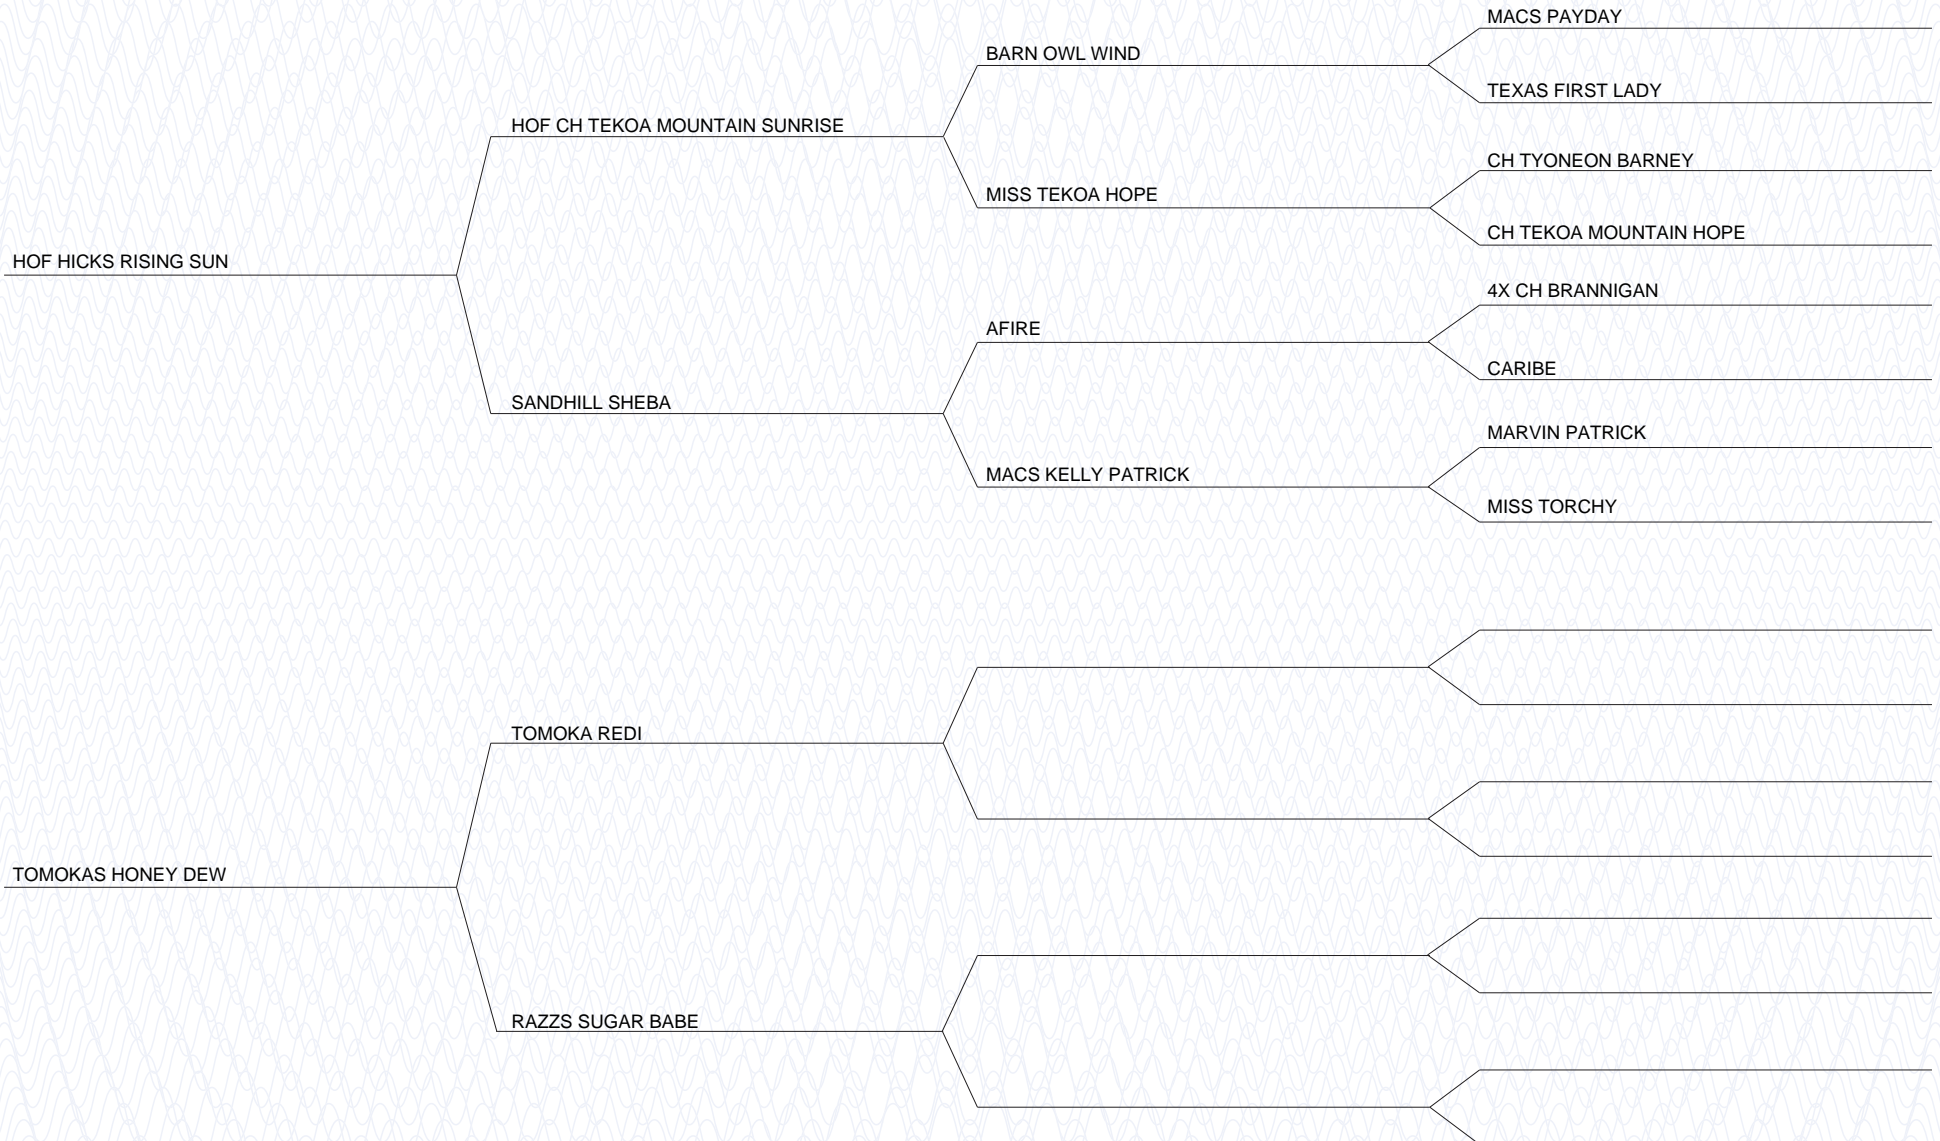 MACS PAYDAY
BARN OWL WIND
TEXAS FIRST LADY
HOF CH TEKOA MOUNTAIN SUNRISE
CH TYONEON BARNEY
MISS TEKOA HOPE
CH TEKOA MOUNTAIN HOPE
HOF HICKS RISING SUN
4X CH BRANNIGAN
AFIRE
CARIBE
SANDHILL SHEBA
MARVIN PATRICK
MACS KELLY PATRICK
MISS TORCHY
TOMOKA REDI
TOMOKAS HONEY DEW
RAZZS SUGAR BABE